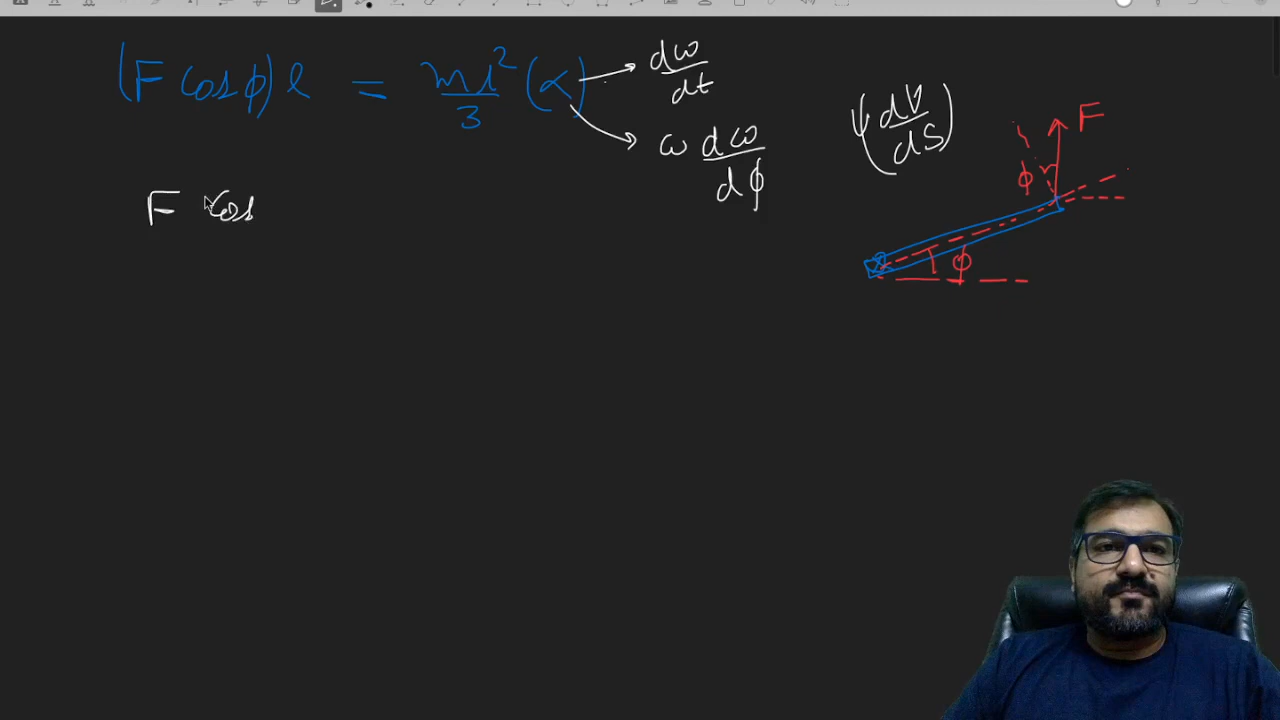 (F cos φ) l = ml²/3 (α) → dω/dt
→ ω dω/dφ
(v dv/ds)
F
φ
φ
F cos